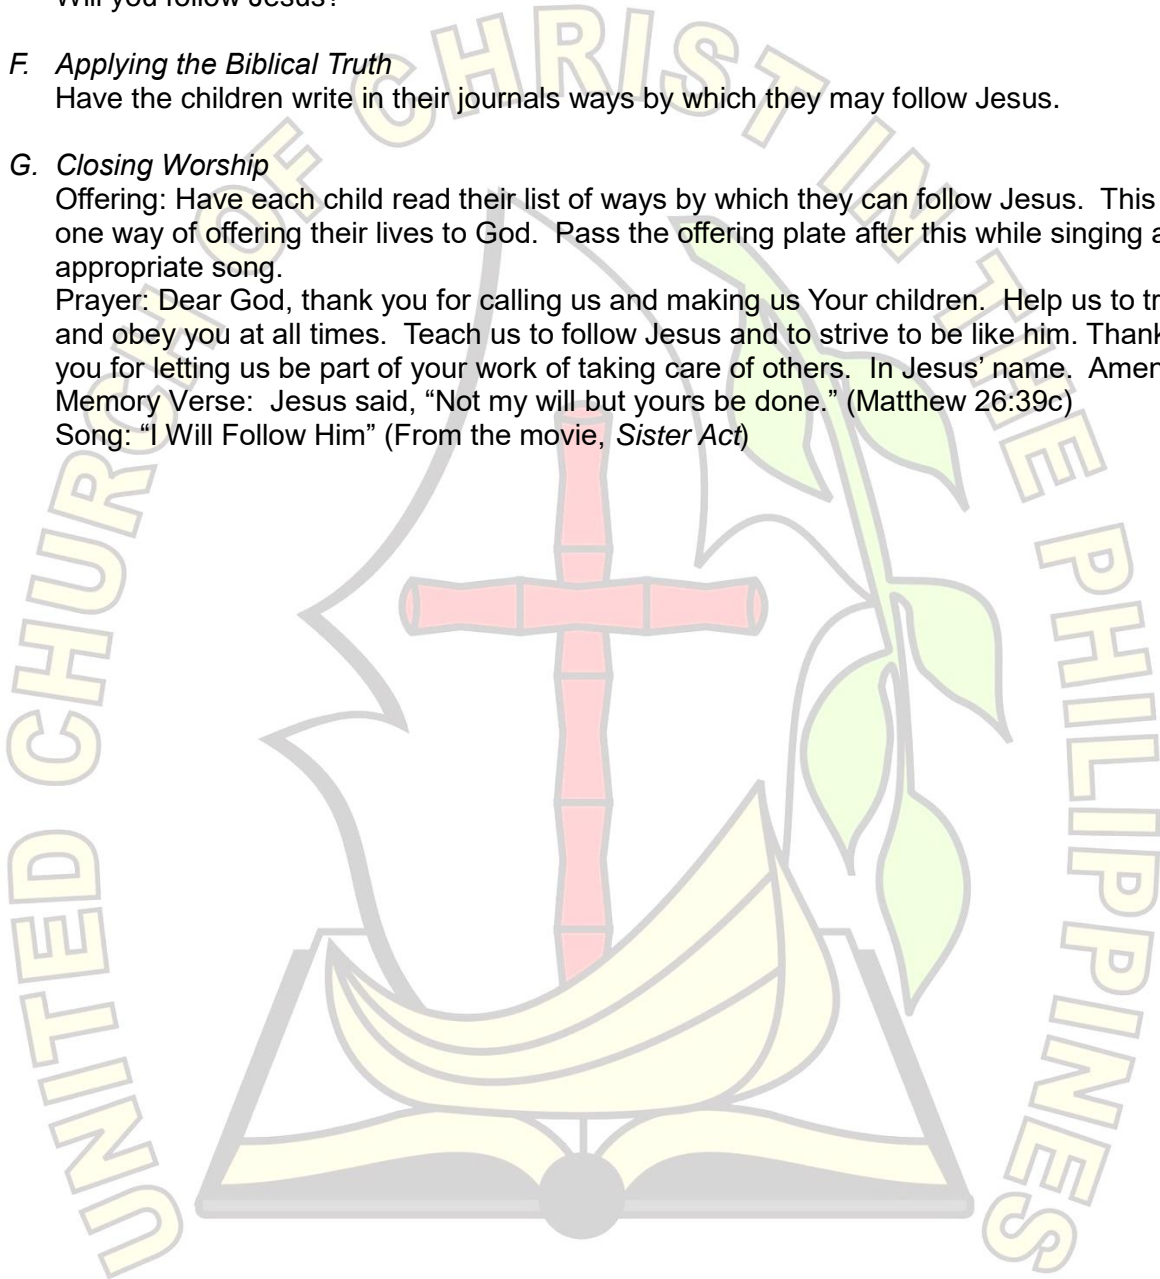 Will you follow Jesus?
F. Applying the Biblical Truth
Have the children write in their journals ways by which they may follow Jesus.
G. Closing Worship
Offering: Have each child read their list of ways by which they can follow Jesus. This
one way of offering their lives to God. Pass the offering plate after this while singing a
appropriate song.
Prayer: Dear God, thank you for calling us and making us Your children. Help us to tr
and obey you at all times. Teach us to follow Jesus and to strive to be like him. Thank
you for letting us be part of your work of taking care of others. In Jesus’ name. Amen
Memory Verse: Jesus said, “Not my will but yours be done.” (Matthew 26:39c)
Song: “I Will Follow Him” (From the movie, Sister Act)
UNITED CHURCH OF CHRIST IN THE PHILIPPINES